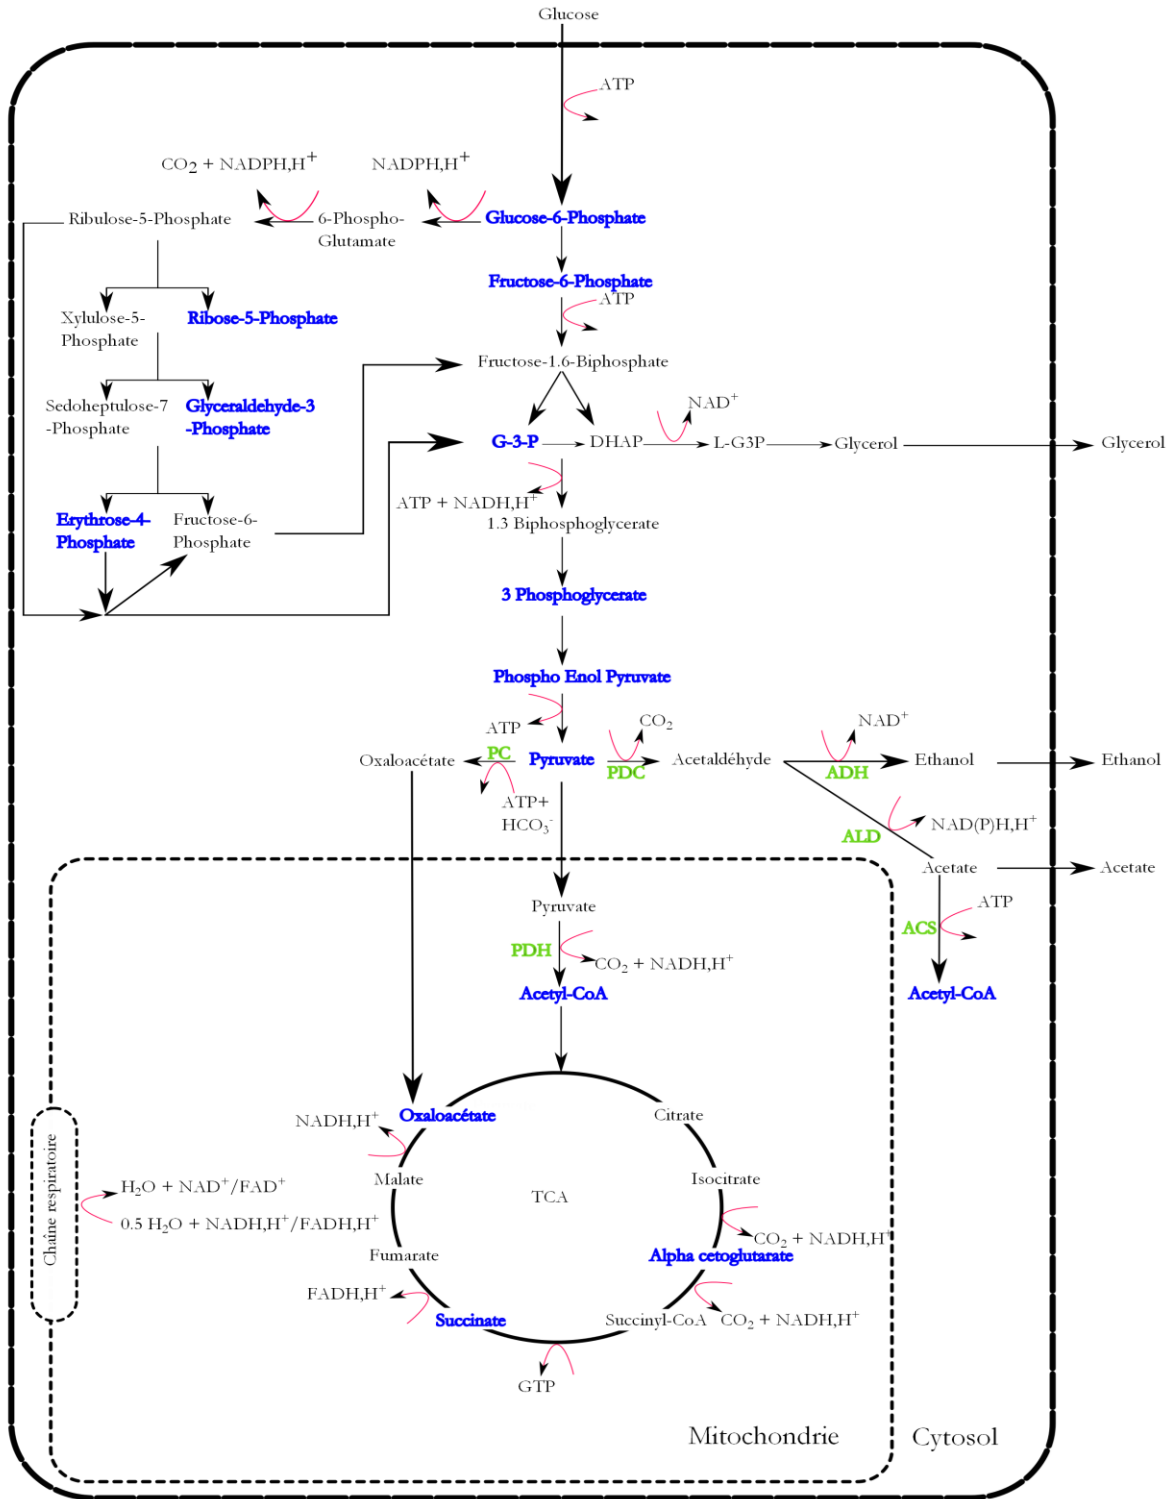 Glucose
ATP
CO₂ + NADPH,H⁺
NADPH,H⁺
Ribulose-5-Phosphate
6-Phospho-
Glutamate
Glucose-6-Phosphate
Fructose-6-Phosphate
ATP
Xylulose-5-
Phosphate
Ribose-5-Phosphate
Fructose-1.6-Biphosphate
Sedoheptulose-7
-Phosphate
Glyceraldehyde-3
-Phosphate
NAD⁺
G-3-P
DHAP
L-G3P
Glycerol
Glycerol
ATP + NADH,H⁺
1.3 Biphosphoglycerate
Erythrose-4-
Phosphate
Fructose-6-
Phosphate
3 Phosphoglycerate
Phospho Enol Pyruvate
ATP
CO₂
NAD⁺
Oxaloacétate
PC
Pyruvate
PDC
Acetaldéhyde
ADH
Ethanol
Ethanol
ATP+
HCO₃⁻
ALD
NAD(P)H,H⁺
Acetate
Acetate
Pyruvate
ATP
ACS
PDH
CO₂ + NADH,H⁺
Acetyl-CoA
Acetyl-CoA
Oxaloacétate
Citrate
NADH,H⁺
Malate
Isocitrate
TCA
Chaîne respiratoire
H₂O + NAD⁺/FAD⁺
0.5 H₂O + NADH,H⁺/FADH,H⁺
CO₂ + NADH,H⁺
Fumarate
Alpha cetoglutarate
FADH,H⁺
Succinate
Succinyl-CoA
CO₂ + NADH,H⁺
GTP
Mitochondrie
Cytosol